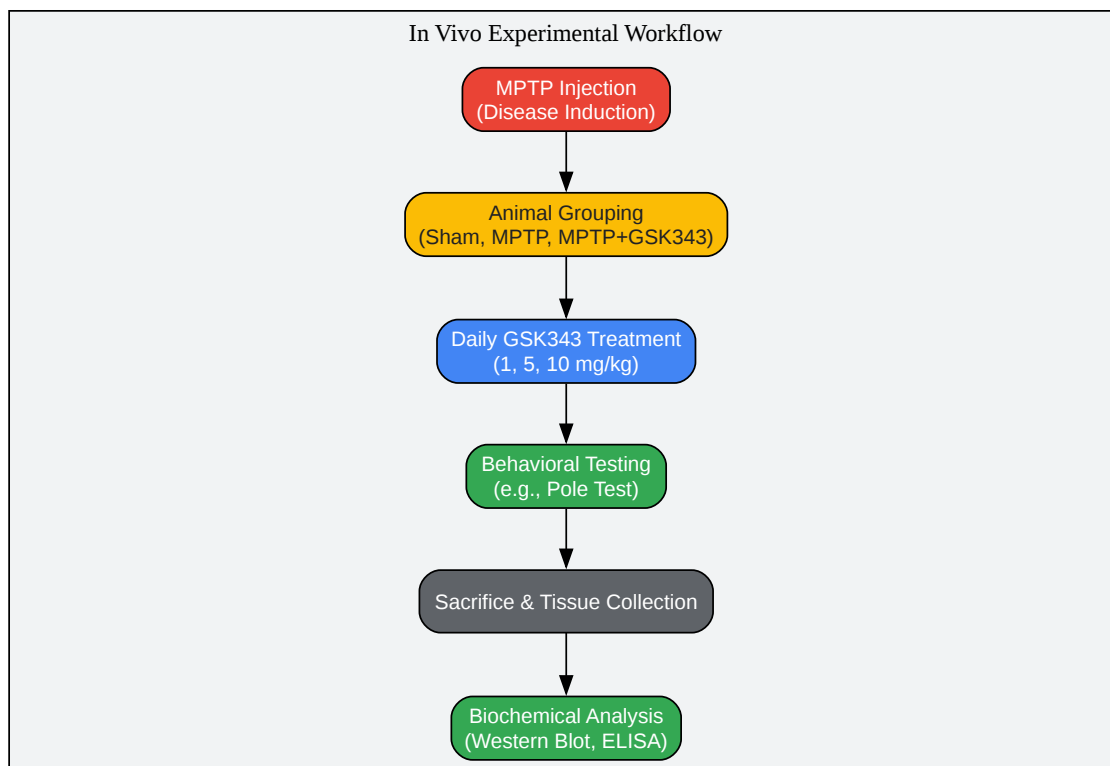 In Vivo Experimental Workflow
MPTP Injection
(Disease Induction)
Animal Grouping
(Sham, MPTP, MPTP+GSK343)
Daily GSK343 Treatment
(1, 5, 10 mg/kg)
Behavioral Testing
(e.g., Pole Test)
Sacrifice & Tissue Collection
Biochemical Analysis
(Western Blot, ELISA)